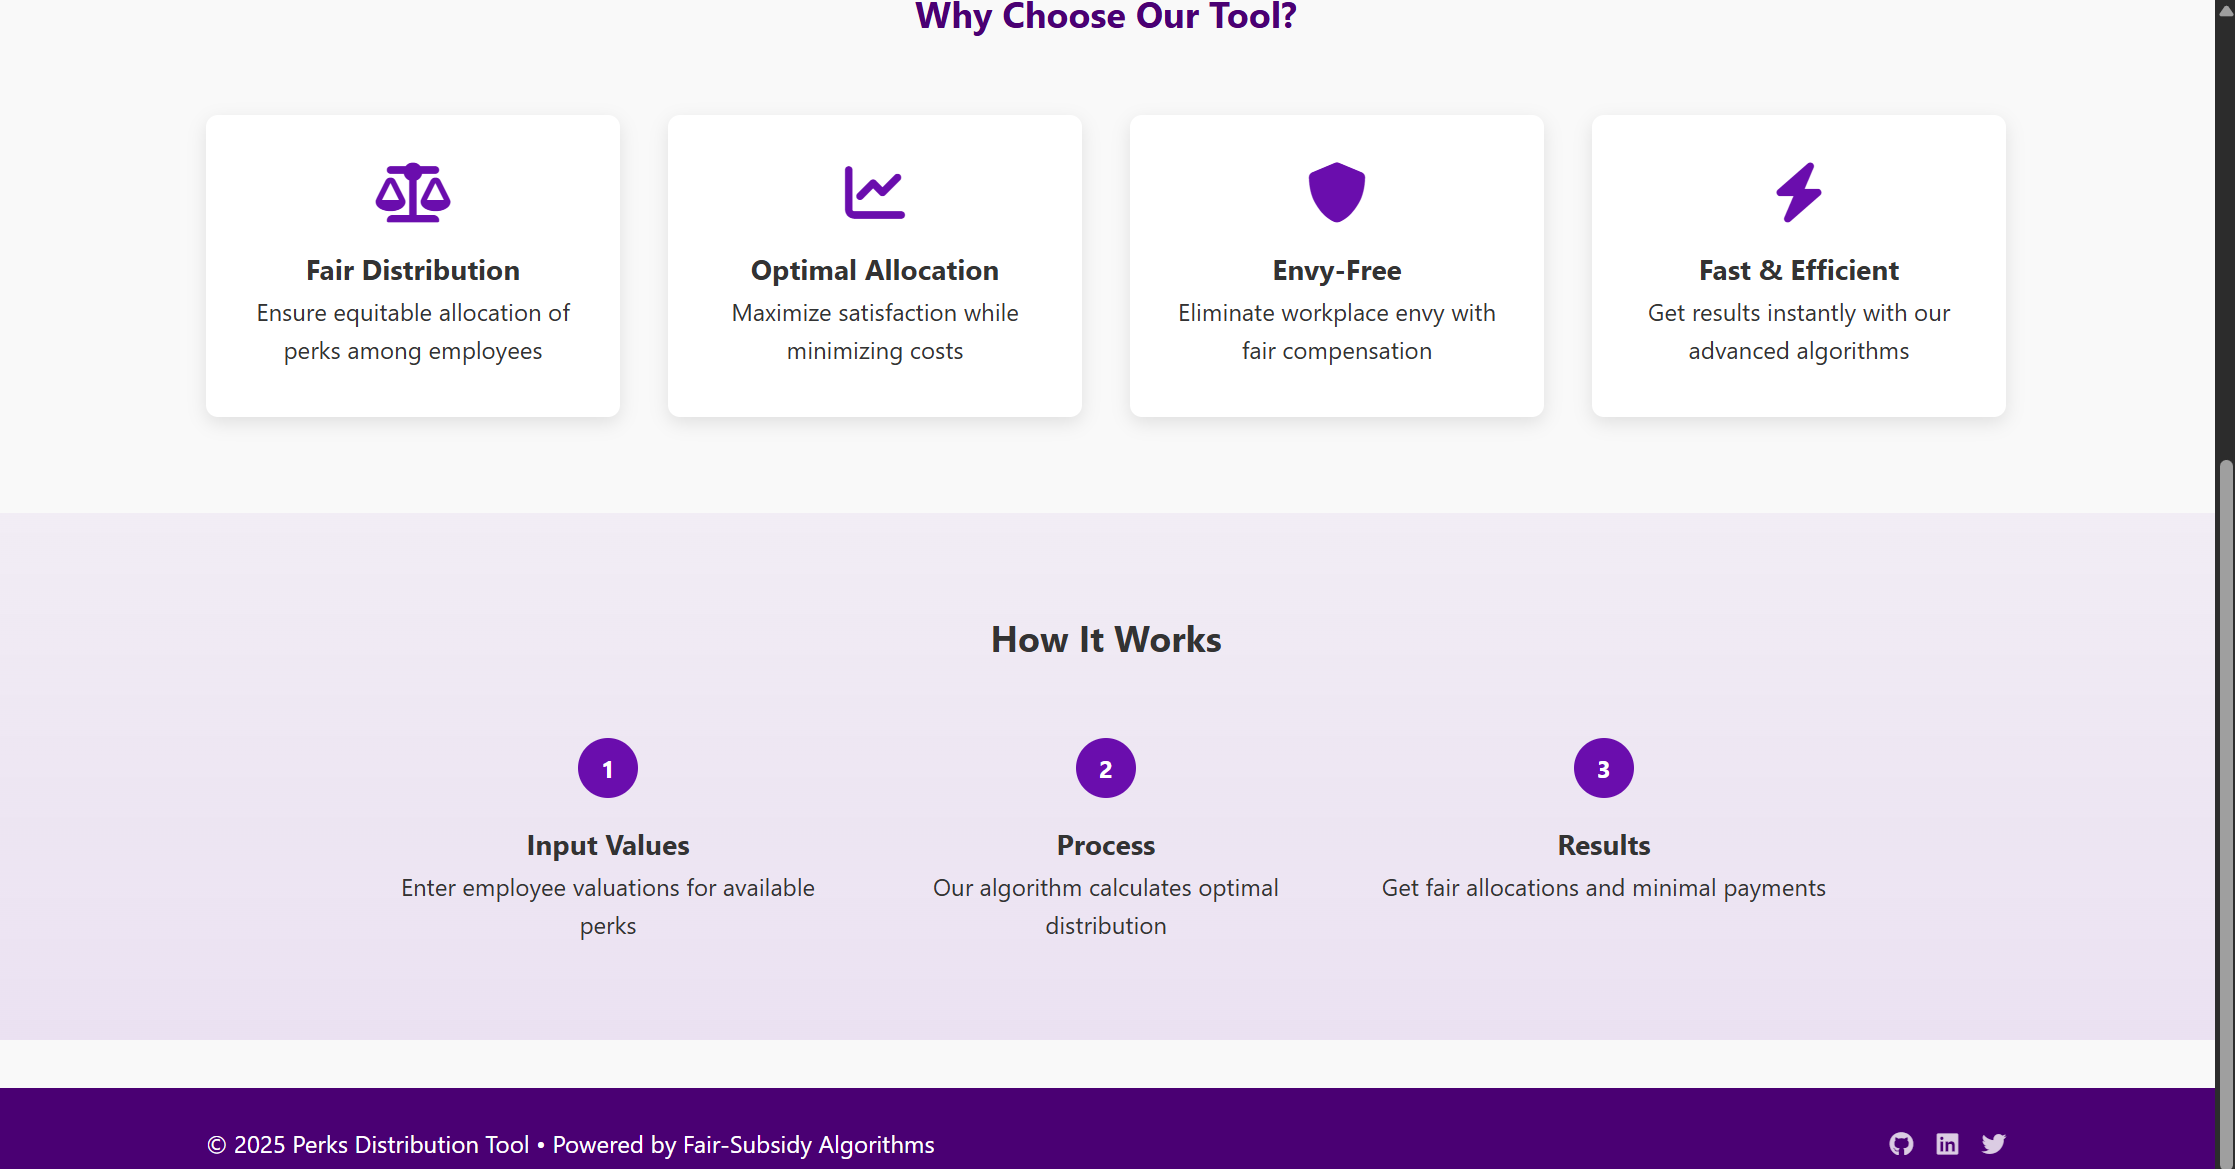 Why Choose Our Tool?
Fair Distribution
Ensure equitable allocation of
perks among employees
Optimal Allocation
Maximize satisfaction while
minimizing costs
Envy-Free
Eliminate workplace envy with
fair compensation
Fast & Efficient
Get results instantly with our
advanced algorithms
How It Works
1
Input Values
Enter employee valuations for available
perks
2
Process
Our algorithm calculates optimal
distribution
3
Results
Get fair allocations and minimal payments
© 2025 Perks Distribution Tool • Powered by Fair-Subsidy Algorithms
in